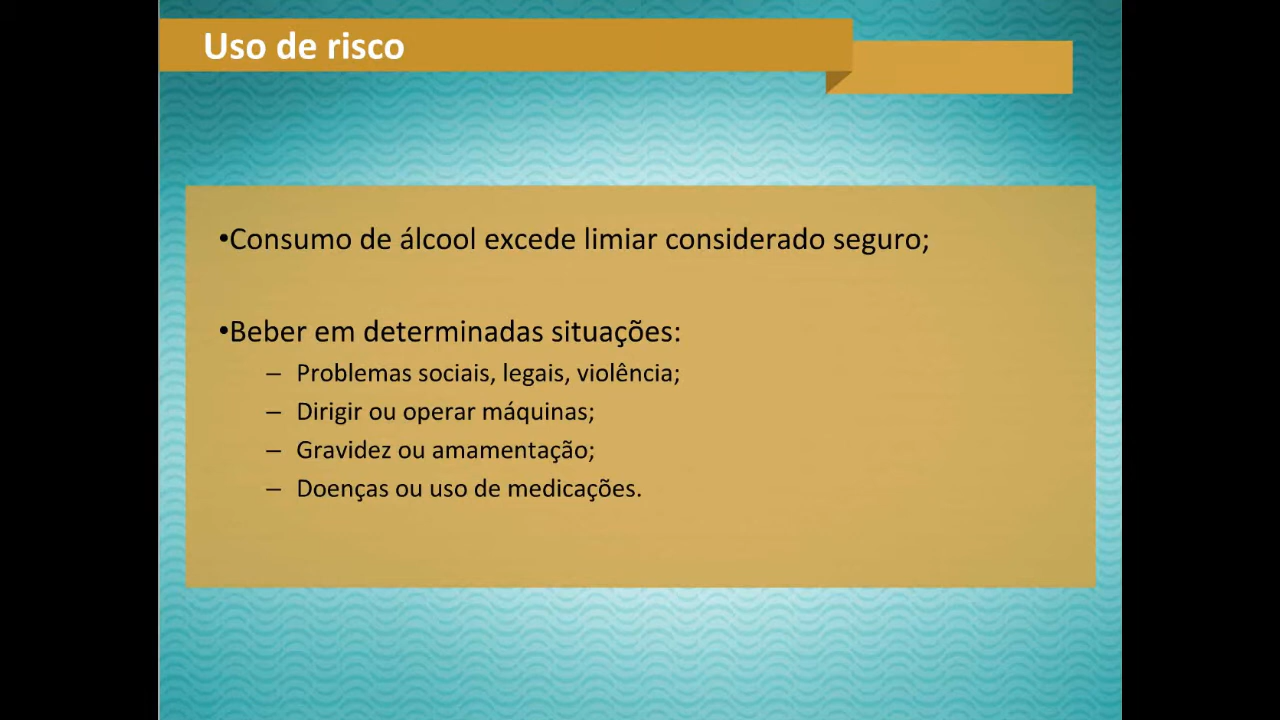 Uso de risco
•Consumo de álcool excede limiar considerado seguro;
•Beber em determinadas situações:
– Problemas sociais, legais, violência;
– Dirigir ou operar máquinas;
– Gravidez ou amamentação;
– Doenças ou uso de medicações.